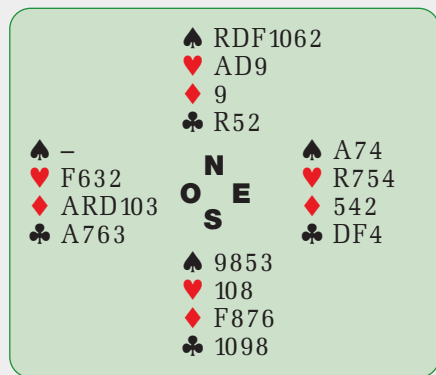 ♠ RDF1062
♥ AD9
♦ 9
♣ R52
♠ –
♥ F632
♦ ARD103
♣ A763
N
O E
S
♠ A74
♥ R754
♦ 542
♣ DF4
♠ 9853
♥ 108
♦ F876
♣ 1098